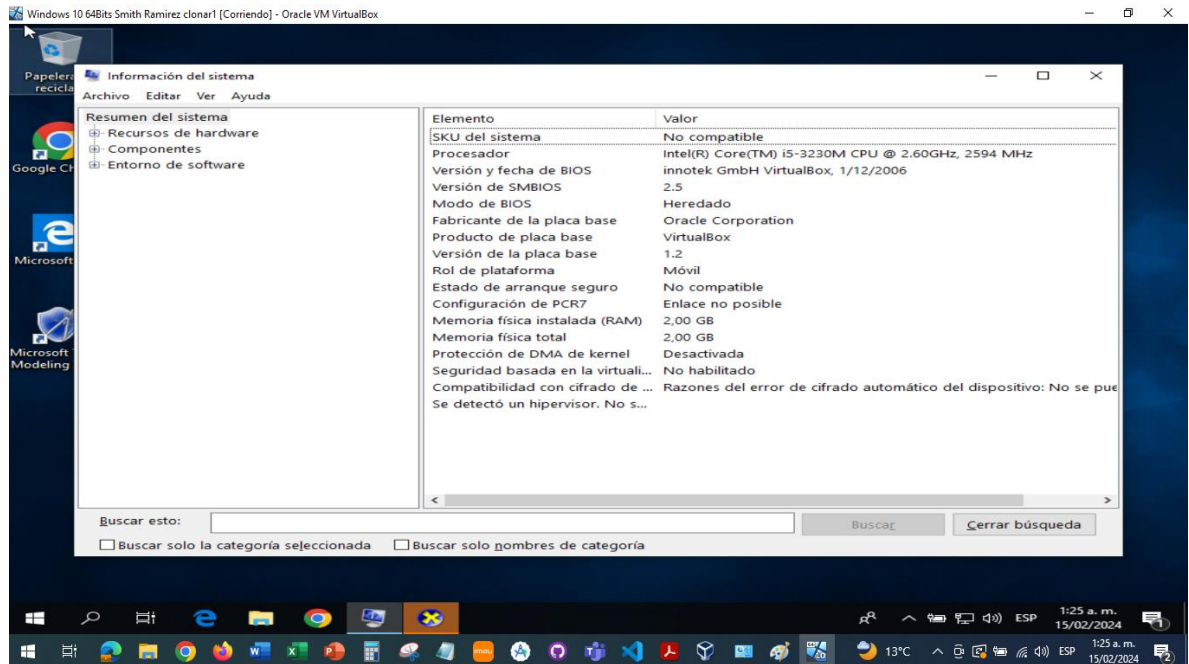 Windows 10 64Bits Smith Ramirez clonar1 [Corriendo] - Oracle VM VirtualBox
Papelera
recicla
Google Ch
Microsoft
Microsoft
Modeling
Información del sistema
Archivo Editar Ver Ayuda
Resumen del sistema
Recursos de hardware
Componentes
Entorno de software
Elemento Valor
SKU del sistema No compatible
Procesador Intel(R) Core(TM) i5-3230M CPU @ 2.60GHz, 2594 MHz
Versión y fecha de BIOS innotek GmbH VirtualBox, 1/12/2006
Versión de SMBIOS 2.5
Modo de BIOS Heredado
Fabricante de la placa base Oracle Corporation
Producto de placa base VirtualBox
Versión de la placa base 1.2
Rol de plataforma Móvil
Estado de arranque seguro No compatible
Configuración de PCR7 Enlace no posible
Memoria física instalada (RAM) 2,00 GB
Memoria física total 2,00 GB
Protección de DMA de kernel Desactivada
Seguridad basada en la virtuali... No habilitado
Compatibilidad con cifrado de ... Razones del error de cifrado automático del dispositivo: No se pue
Se detectó un hipervisor. No s...
Buscar esto: Buscar Cerrar búsqueda
Buscar solo la categoría seleccionada Buscar solo nombres de categoría
ESP 1:25 a. m.
15/02/2024
13°C ESP 1:25 a. m.
15/02/2024